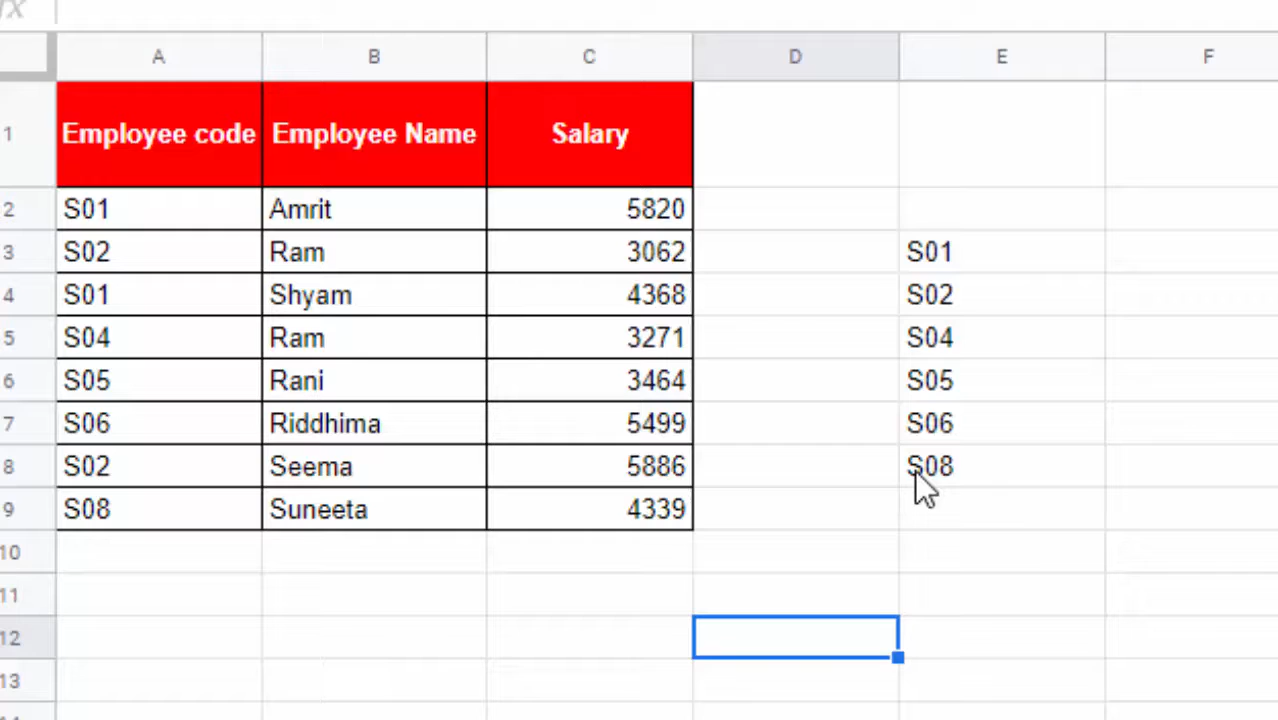 fx
A B C D E F
1 Employee code Employee Name Salary
2 S01 Amrit 5820
3 S02 Ram 3062 S01
4 S01 Shyam 4368 S02
5 S04 Ram 3271 S04
6 S05 Rani 3464 S05
7 S06 Riddhima 5499 S06
8 S02 Seema 5886 S08
9 S08 Suneeta 4339
10
11
12
13